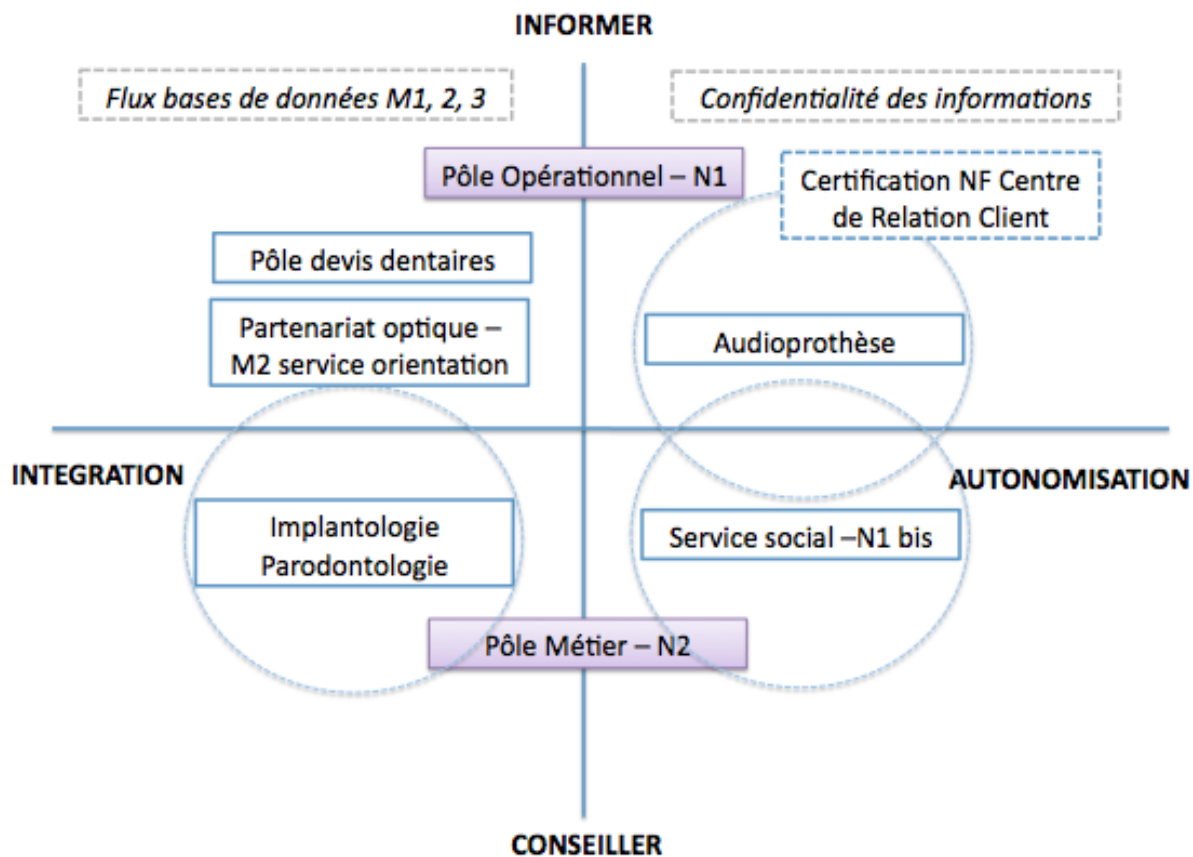 INFORMER
Flux bases de données M1, 2, 3
Confidentialité des informations
Pôle Opérationnel – N1
Certification NF Centre
de Relation Client
Pôle devis dentaires
Partenariat optique –
M2 service orientation
Audioprothèse
INTEGRATION
AUTONOMISATION
Implantologie
Parodontologie
Service social –N1 bis
Pôle Métier – N2
CONSEILLER